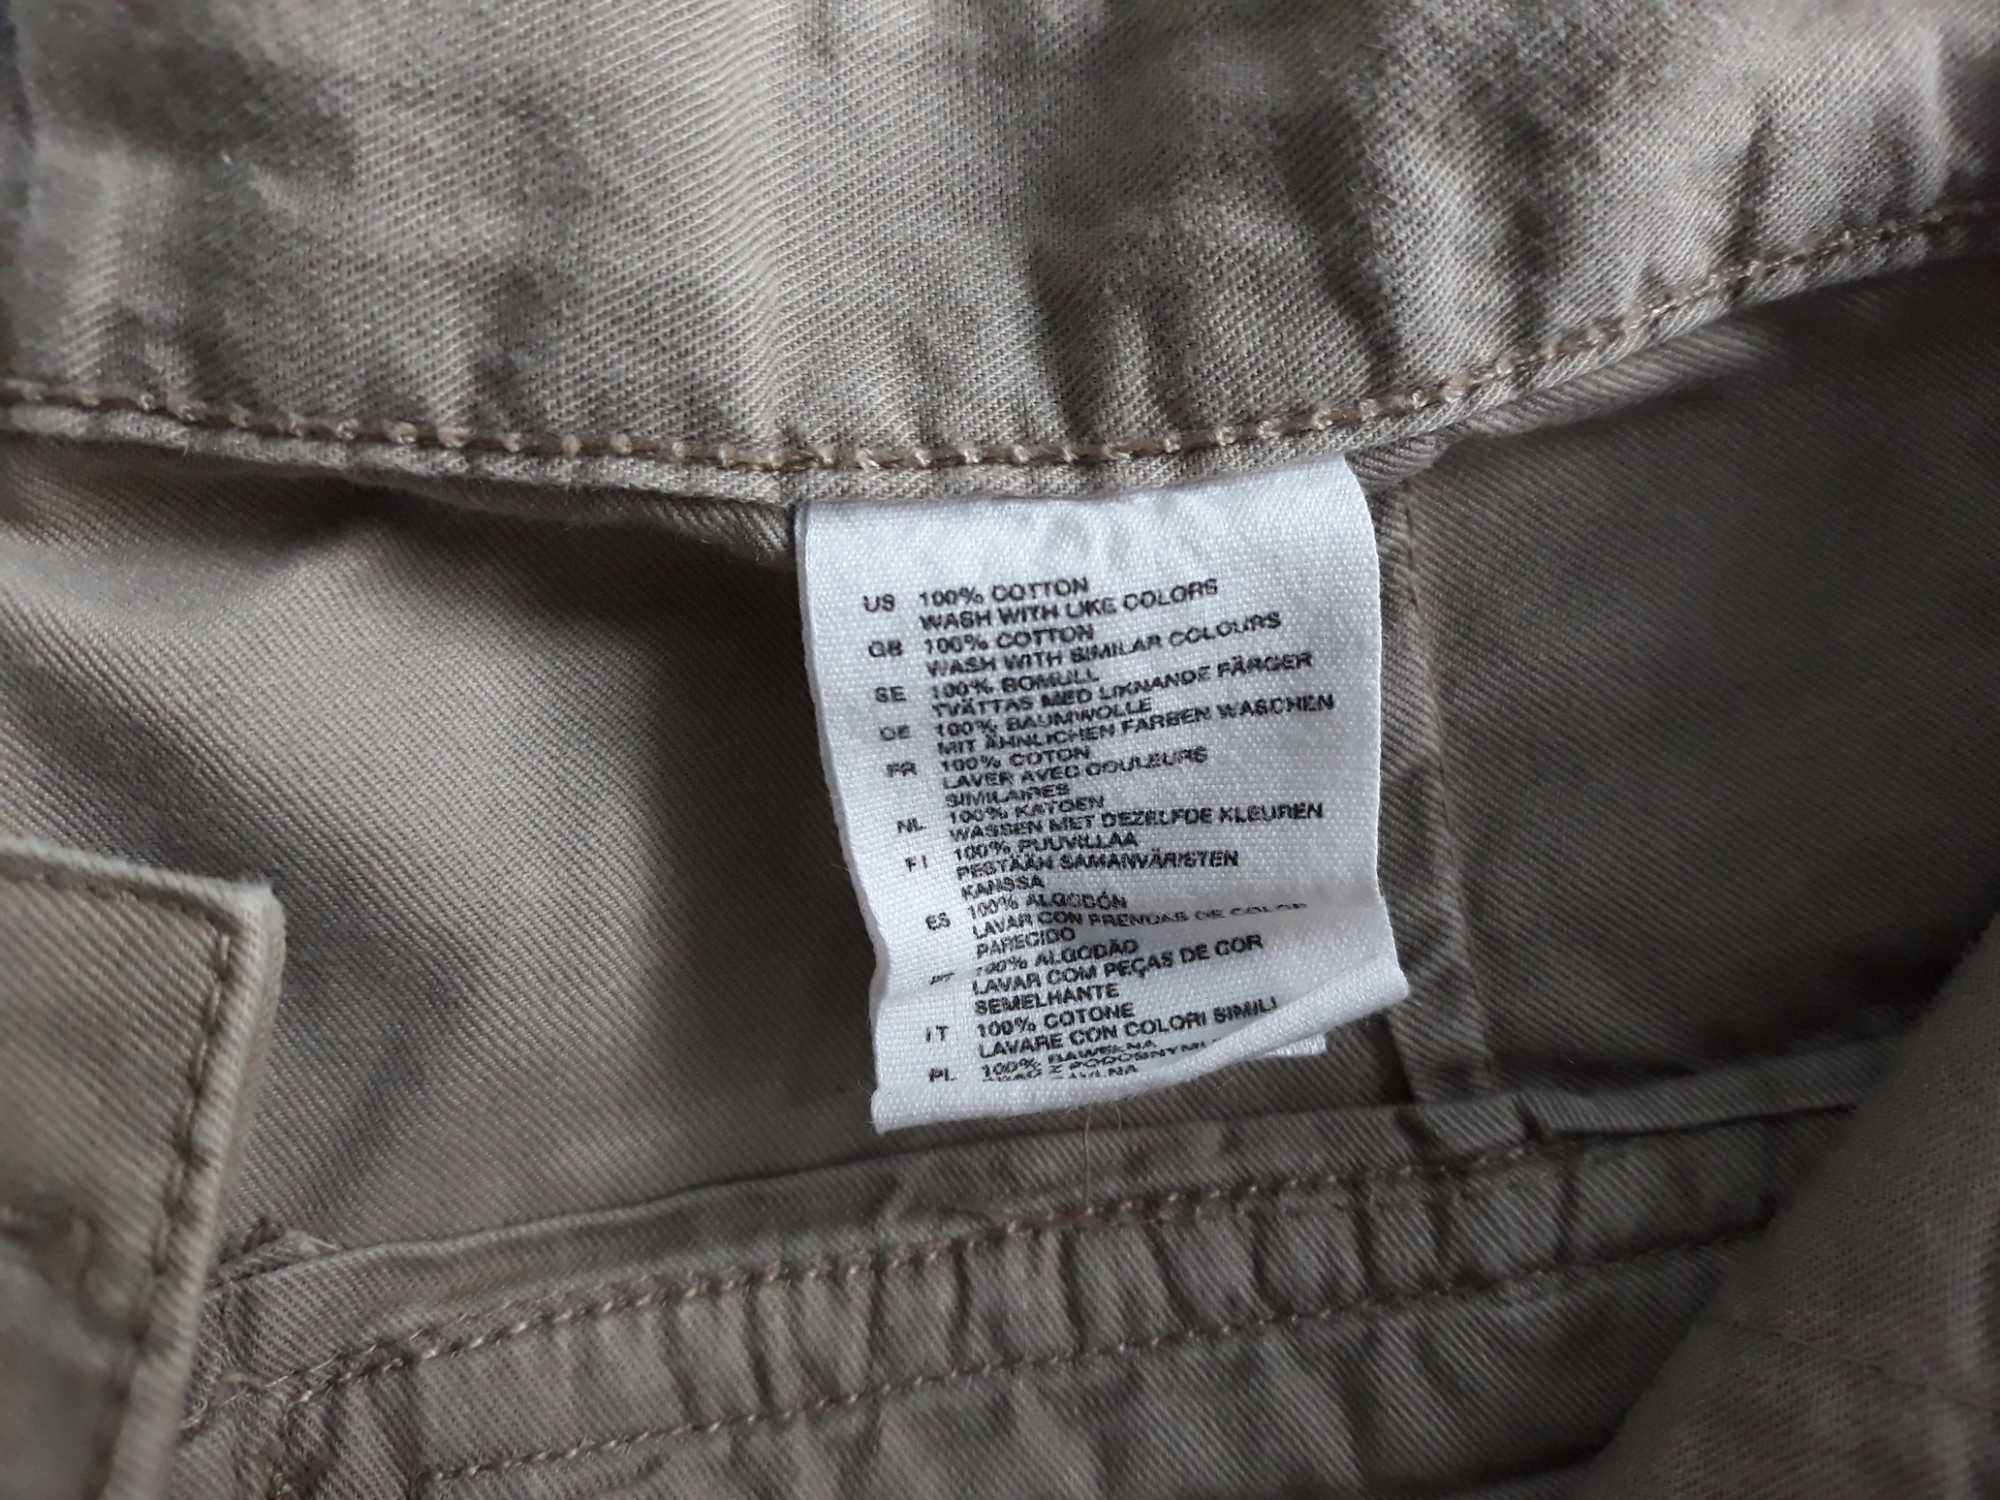 US 100% COTTON
WASH WITH LIKE COLORS
GB 100% COTTON
WASH WITH SIMILAR COLOURS
SE 100% BOMULL
TVÄTTAS MED LIKNANDE FÄRGER
DE 100% BAUMWOLLE
MIT ÄHNLICHEN FARBEN WASCHEN
FR 100% COTON
LAVER AVEC COULEURS
SIMILAIRES
NL 100% KATOEN
WASSEN MET DEZELFDE KLEUREN
FI 100% PUUVILLAA
PESTÄÄN SAMANVÄRISTEN
KANSSA
ES 100% ALGODÓN
LAVAR CON PRENDAS DE COLOR
PARECIDO
PT 100% ALGODÃO
LAVAR COM PEÇAS DE COR
SEMELHANTE
IT 100% COTONE
LAVARE CON COLORI SIMILI
PL 100% BAWEŁNA